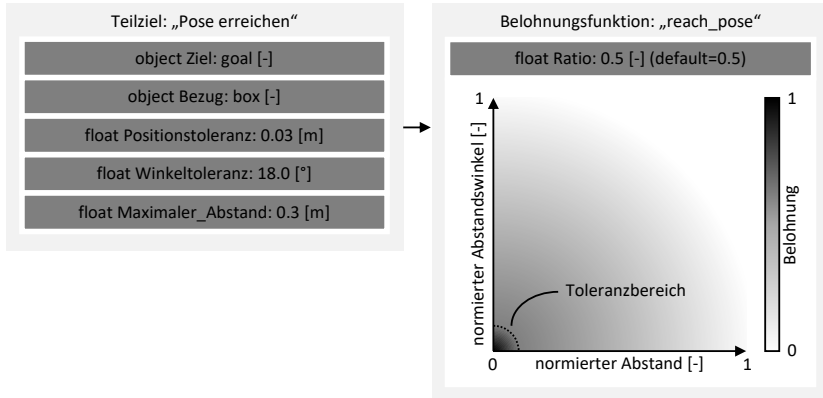 Teilziel: „Pose erreichen“
object Ziel: goal [-]
object Bezug: box [-]
float Positionstoleranz: 0.03 [m]
float Winkeltoleranz: 18.0 [°]
float Maximaler_Abstand: 0.3 [m]
Belohnungsfunktion: „reach_pose“
float Ratio: 0.5 [-] (default=0.5)
1
normierter Abstandswinkel [-]
Toleranzbereich
0
normierter Abstand [-]
1
1
Belohnung
0